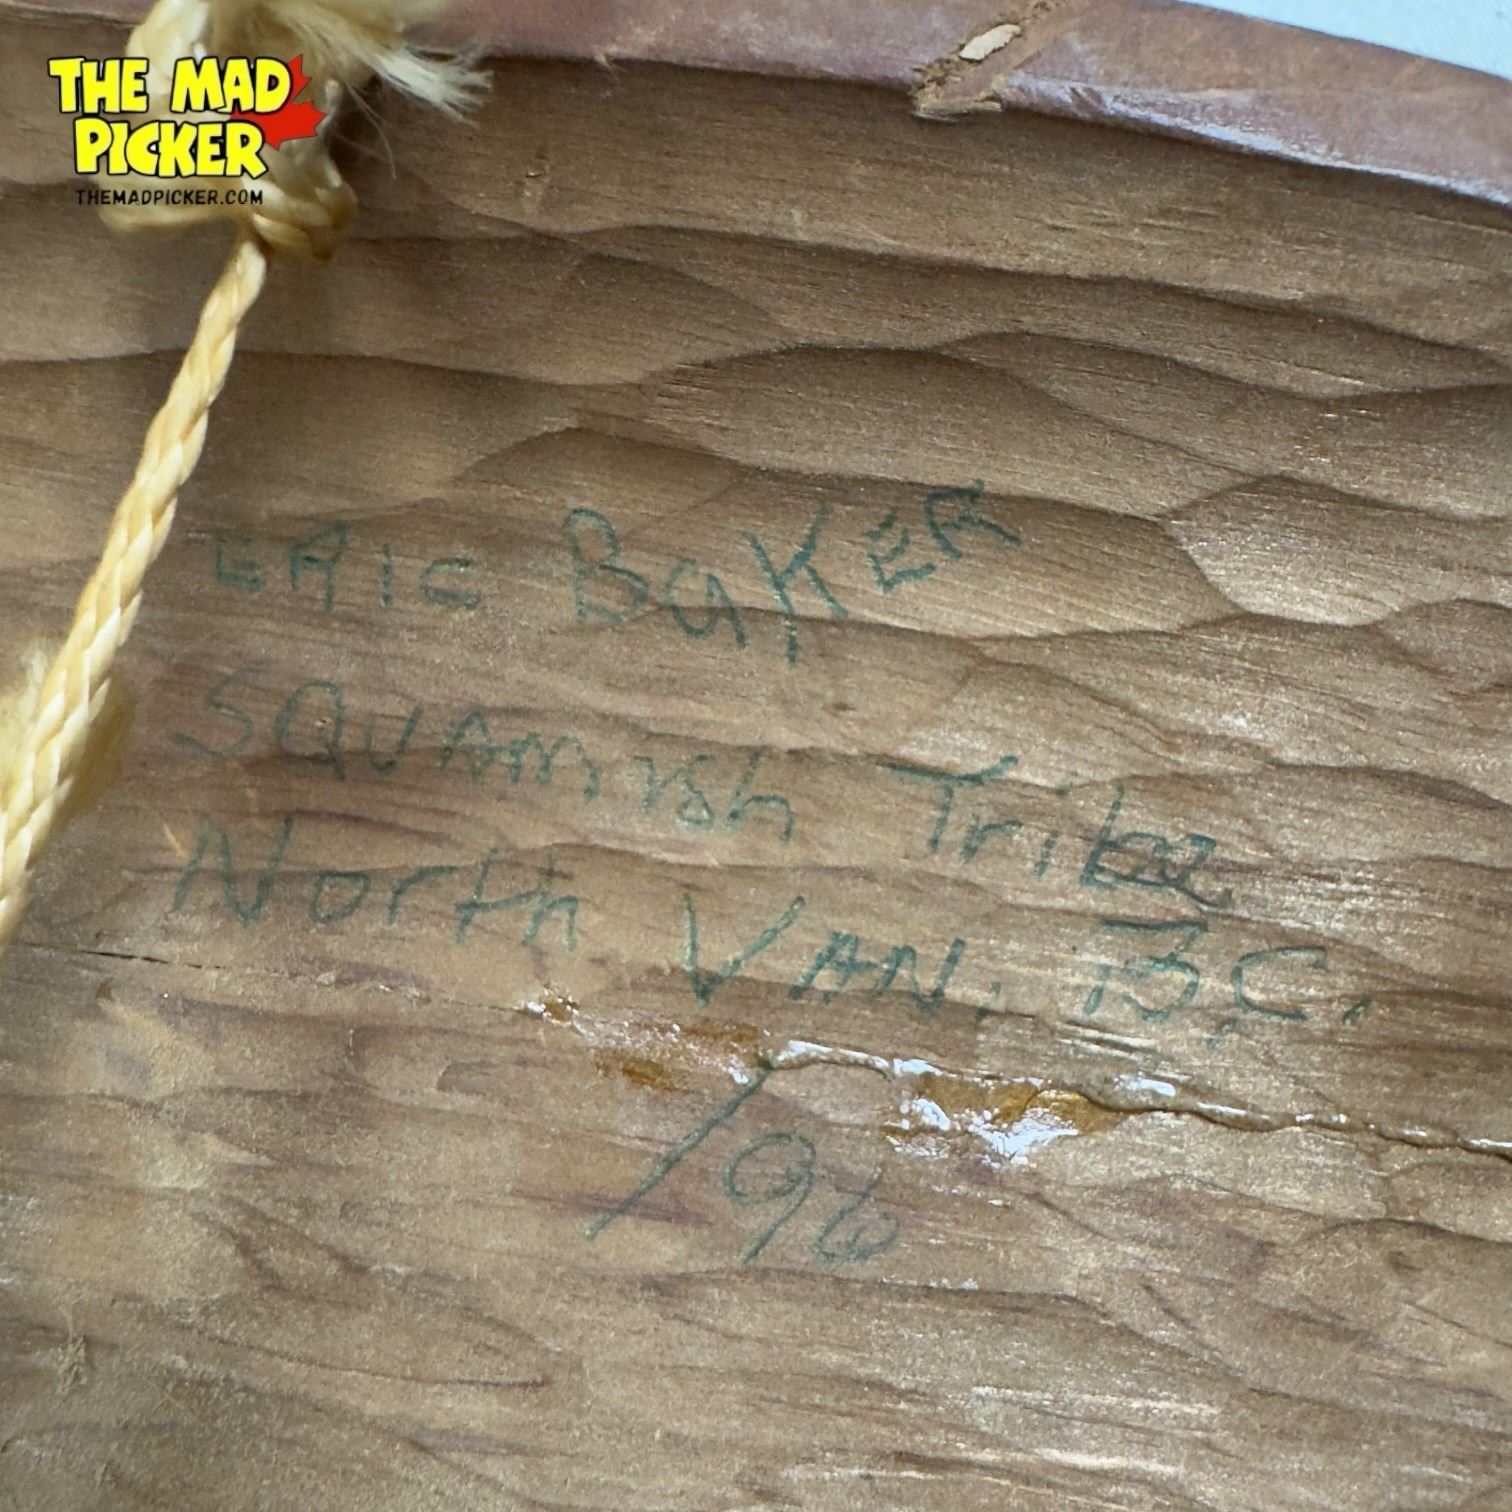 THE MAD
PICKER
THEMADPICKER.COM
ERIC BaKER
SQUAMish Tribe
North VAN. B.C.
/96